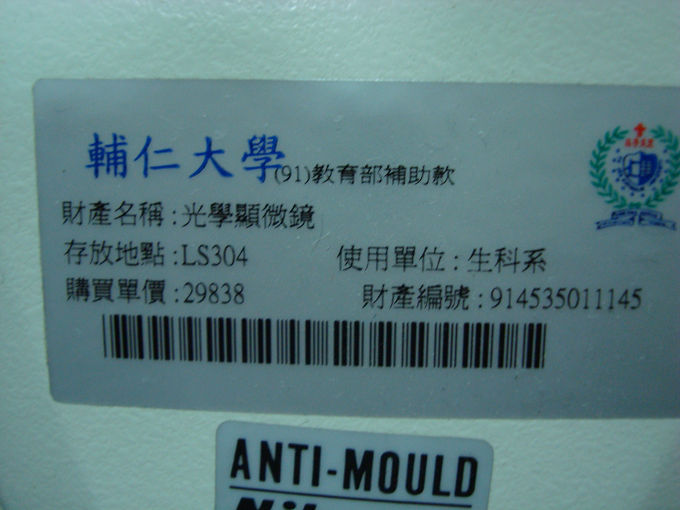 輔仁大學(91)教育部補助款
財產名稱:光學顯微鏡
存放地點:LS304 使用單位:生科系
購買單價:29838 財產編號:914535011145
ANTI-MOULD